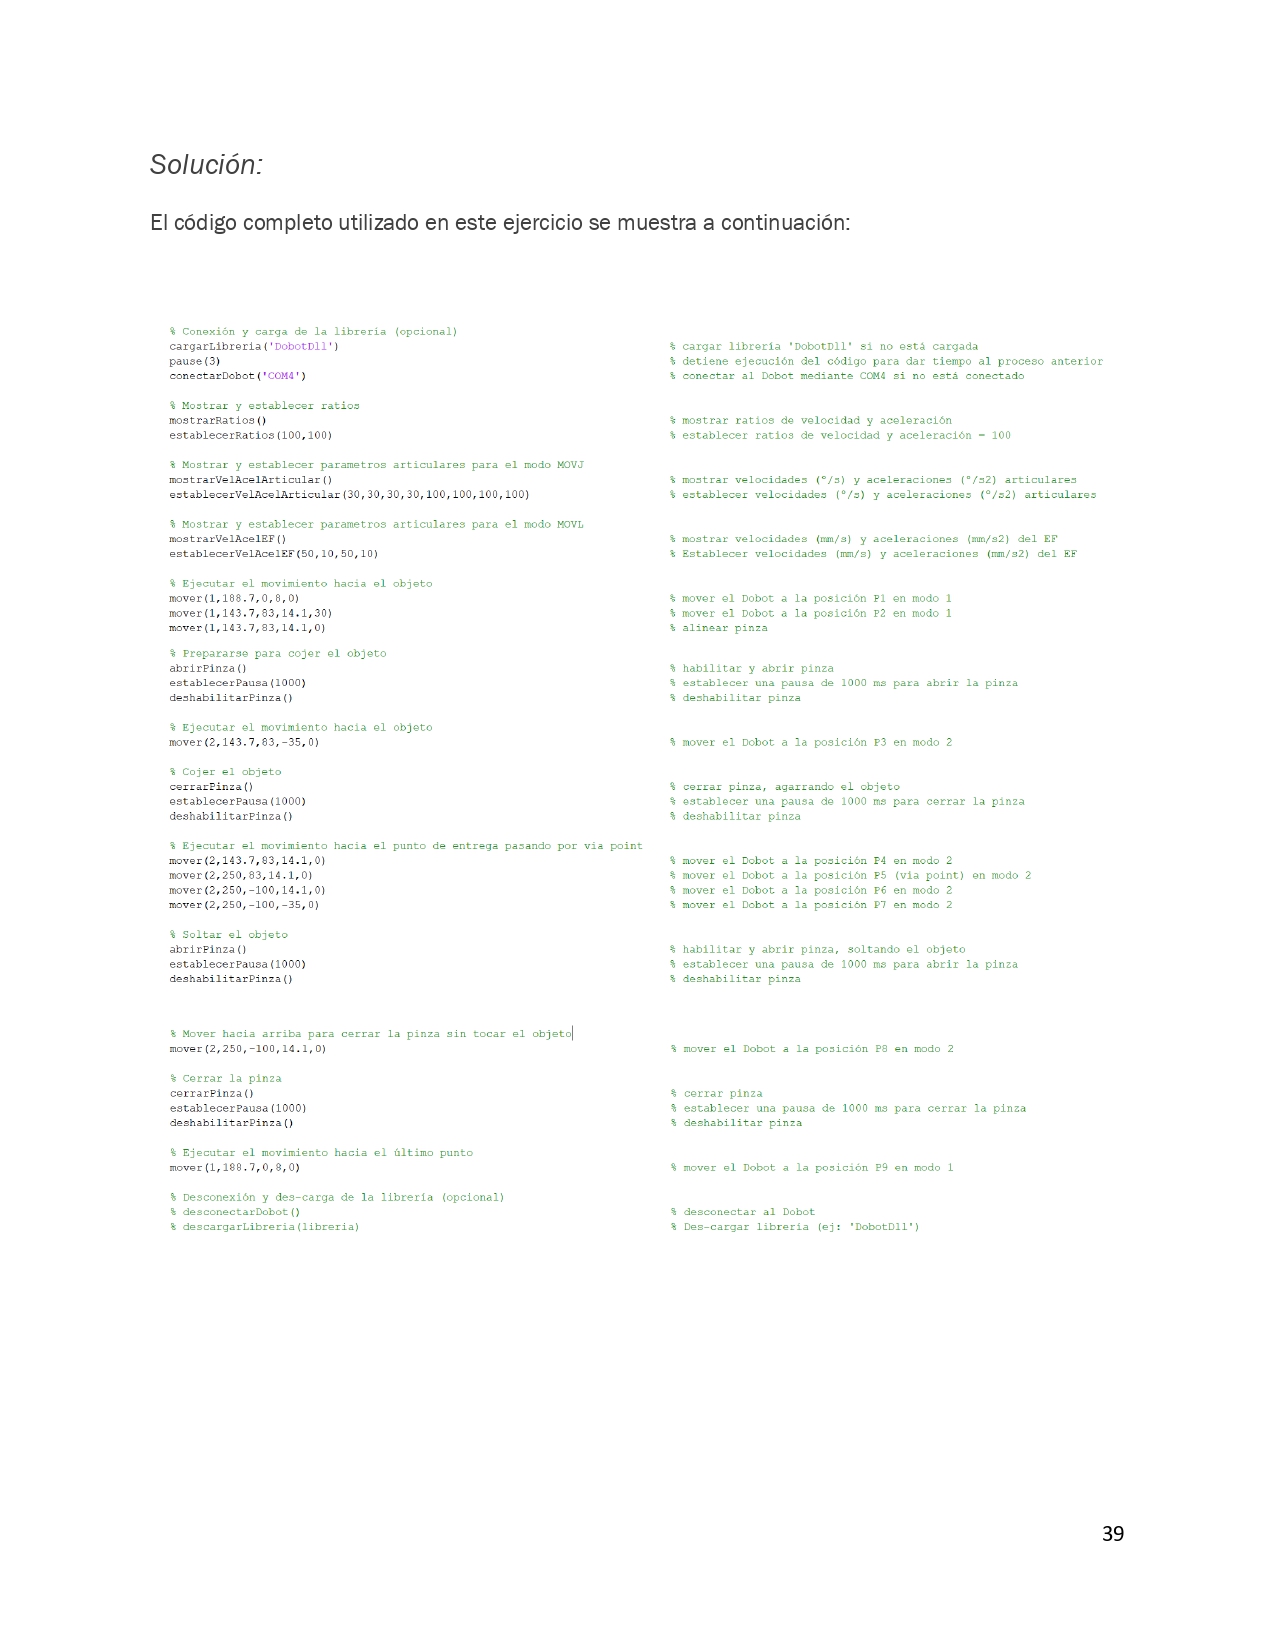 Solución:
El código completo utilizado en este ejercicio se muestra a continuación:
% Conexión y carga de la librería (opcional)
cargarLibreria('DobotDll') % cargar librería 'DobotDll' si no está cargada
pause(3) % detiene ejecución del código para dar tiempo al proceso anterior
conectarDobot('COM4') % conectar al Dobot mediante COM4 si no está conectado
% Mostrar y establecer ratios
mostrarRatios() % mostrar ratios de velocidad y aceleración
establecerRatios(100,100) % establecer ratios de velocidad y aceleración = 100
% Mostrar y establecer parametros articulares para el modo MOVJ
mostrarVelAcelArticular() % mostrar velocidades (º/s) y aceleraciones (º/s2) articulares
establecerVelAcelArticular(30,30,30,30,100,100,100,100) % establecer velocidades (º/s) y aceleraciones (º/s2) articulares
% Mostrar y establecer parametros articulares para el modo MOVL
mostrarVelAcelEF() % mostrar velocidades (mm/s) y aceleraciones (mm/s2) del EF
establecerVelAcelEF(50,10,50,10) % Establecer velocidades (mm/s) y aceleraciones (mm/s2) del EF
% Ejecutar el movimiento hacia el objeto
mover(1,188.7,0,8,0) % mover el Dobot a la posición P1 en modo 1
mover(1,143.7,83,14.1,30) % mover el Dobot a la posición P2 en modo 1
mover(1,143.7,83,14.1,0) % alinear pinza
% Prepararse para cojer el objeto
abrirPinza() % habilitar y abrir pinza
establecerPausa(1000) % establecer una pausa de 1000 ms para abrir la pinza
deshabilitarPinza() % deshabilitar pinza
% Ejecutar el movimiento hacia el objeto
mover(2,143.7,83,-35,0) % mover el Dobot a la posición P3 en modo 2
% Cojer el objeto
cerrarPinza() % cerrar pinza, agarrando el objeto
establecerPausa(1000) % establecer una pausa de 1000 ms para cerrar la pinza
deshabilitarPinza() % deshabilitar pinza
% Ejecutar el movimiento hacia el punto de entrega pasando por via point
mover(2,143.7,83,14.1,0) % mover el Dobot a la posición P4 en modo 2
mover(2,250,83,14.1,0) % mover el Dobot a la posición P5 (vía point) en modo 2
mover(2,250,-100,14.1,0) % mover el Dobot a la posición P6 en modo 2
mover(2,250,-100,-35,0) % mover el Dobot a la posición P7 en modo 2
% Soltar el objeto
abrirPinza() % habilitar y abrir pinza, soltando el objeto
establecerPausa(1000) % establecer una pausa de 1000 ms para abrir la pinza
deshabilitarPinza() % deshabilitar pinza
% Mover hacia arriba para cerrar la pinza sin tocar el objeto
mover(2,250,-100,14.1,0) % mover el Dobot a la posición P8 en modo 2
% Cerrar la pinza
cerrarPinza() % cerrar pinza
establecerPausa(1000) % establecer una pausa de 1000 ms para cerrar la pinza
deshabilitarPinza() % deshabilitar pinza
% Ejecutar el movimiento hacia el último punto
mover(1,188.7,0,8,0) % mover el Dobot a la posición P9 en modo 1
% Desconexión y des-carga de la librería (opcional)
% desconectarDobot() % desconectar al Dobot
% descargarLibreria(libreria) % Des-cargar librería (ej: 'DobotDll')
39